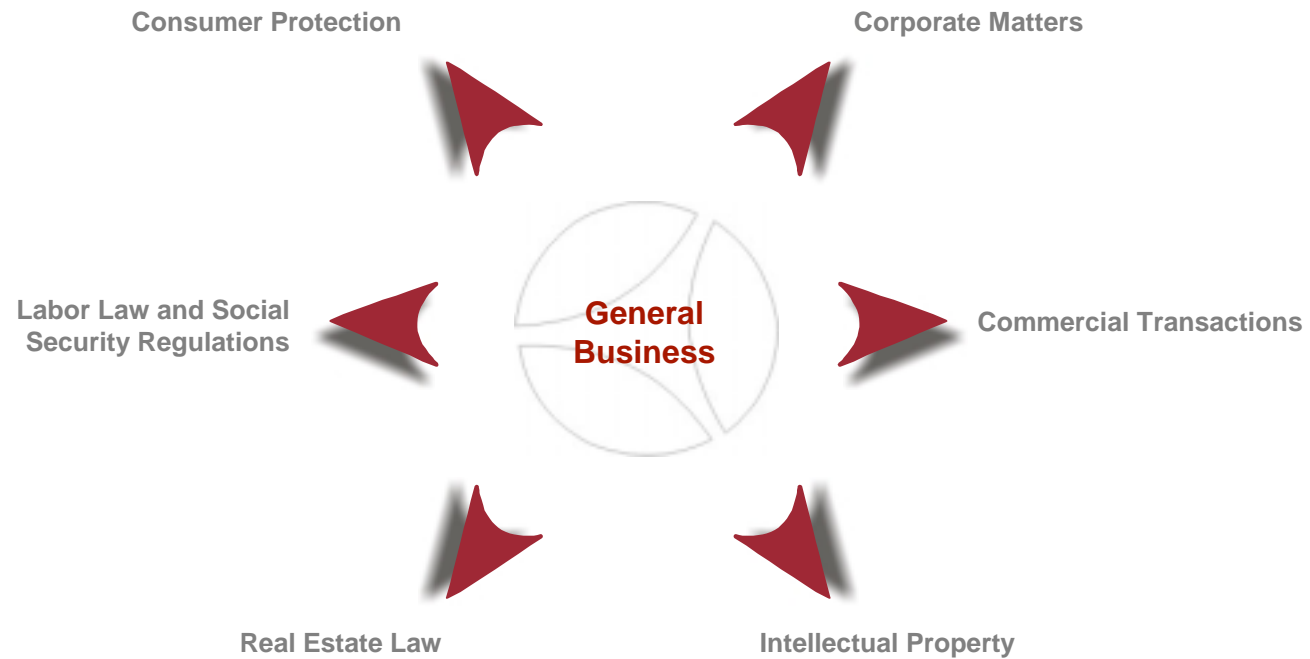 Consumer Protection
Corporate Matters
Labor Law and Social
Security Regulations
General
Business
Commercial Transactions
Real Estate Law
Intellectual Property